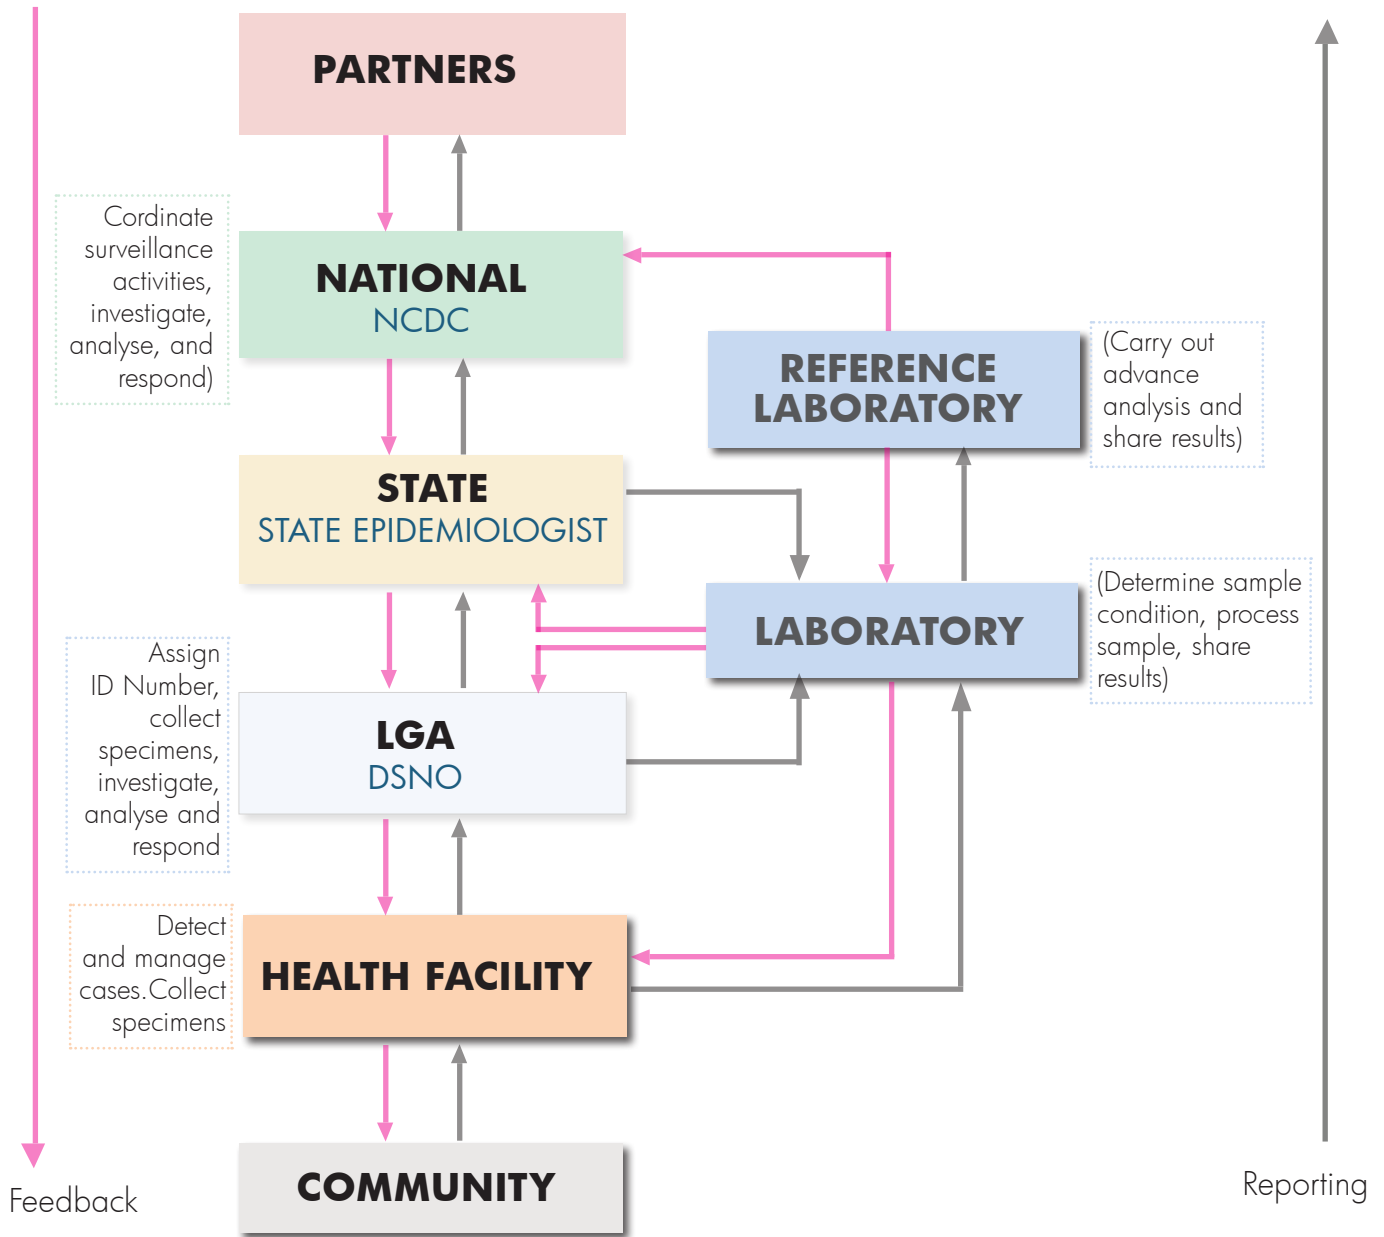 PARTNERS
Cordinate
surveillance
activities,
investigate,
analyse, and
respond)
NATIONAL
NCDC
REFERENCE
LABORATORY
(Carry out
advance
analysis and
share results)
STATE
STATE EPIDEMIOLOGIST
LABORATORY
(Determine sample
condition, process
sample, share
results)
Assign
ID Number,
collect
specimens,
investigate,
analyse and
respond
LGA
DSNO
Detect
and manage
cases.Collect
specimens
HEALTH FACILITY
COMMUNITY
Feedback
Reporting